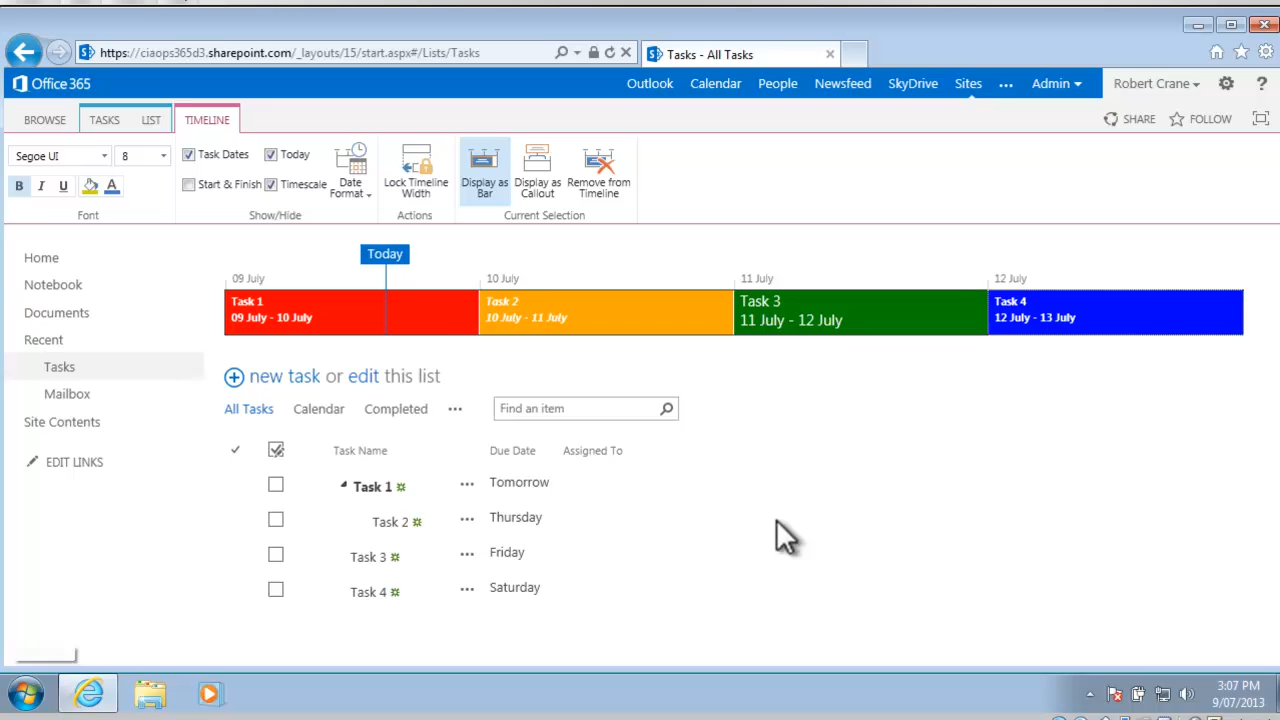 https://ciaops365d3.sharepoint.com/_layouts/15/start.aspx#/Lists/Tasks
Tasks - All Tasks
Office 365
Outlook Calendar People Newsfeed SkyDrive Sites ... Admin
Robert Crane
?
BROWSE TASKS LIST TIMELINE
SHARE FOLLOW
Segoe UI 8
B I U A
Font
Task Dates Today
Start & Finish Timescale
Date Format
Show/Hide
Lock Timeline Width
Actions
Display as Bar
Display as Callout
Remove from Timeline
Current Selection
Home
Notebook
Documents
Recent
Tasks
Mailbox
Site Contents
EDIT LINKS
Today
09 July 10 July 11 July 12 July
Task 1
09 July - 10 July
Task 2
10 July - 11 July
Task 3
11 July - 12 July
Task 4
12 July - 13 July
new task or edit this list
All Tasks Calendar Completed ...
Find an item
Task Name Due Date Assigned To
Task 1 ... Tomorrow
Task 2 ... Thursday
Task 3 ... Friday
Task 4 ... Saturday
3:07 PM
9/07/2013